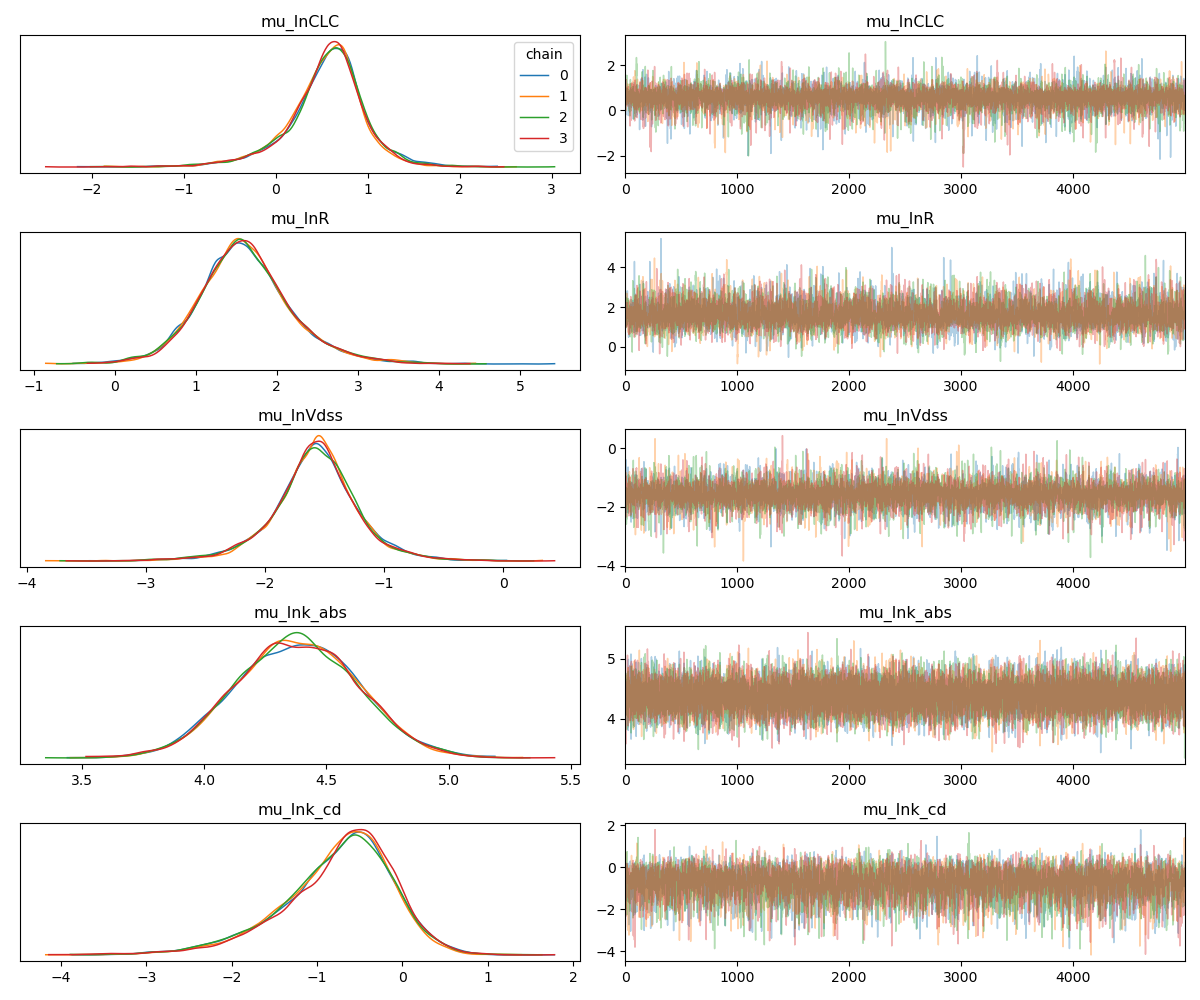 mu_lnCLC
mu_lnCLC
chain
0
1
2
3
2
0
−2
−2 −1 0 1 2 3
0 1000 2000 3000 4000
mu_lnR
mu_lnR
4
2
0
−1 0 1 2 3 4 5
0 1000 2000 3000 4000
mu_lnVdss
mu_lnVdss
0
−2
−4
−4 −3 −2 −1 0
0 1000 2000 3000 4000
mu_lnk_abs
mu_lnk_abs
5
4
3.5 4.0 4.5 5.0 5.5
0 1000 2000 3000 4000
mu_lnk_cd
mu_lnk_cd
2
0
−2
−4
−4 −3 −2 −1 0 1 2
0 1000 2000 3000 4000